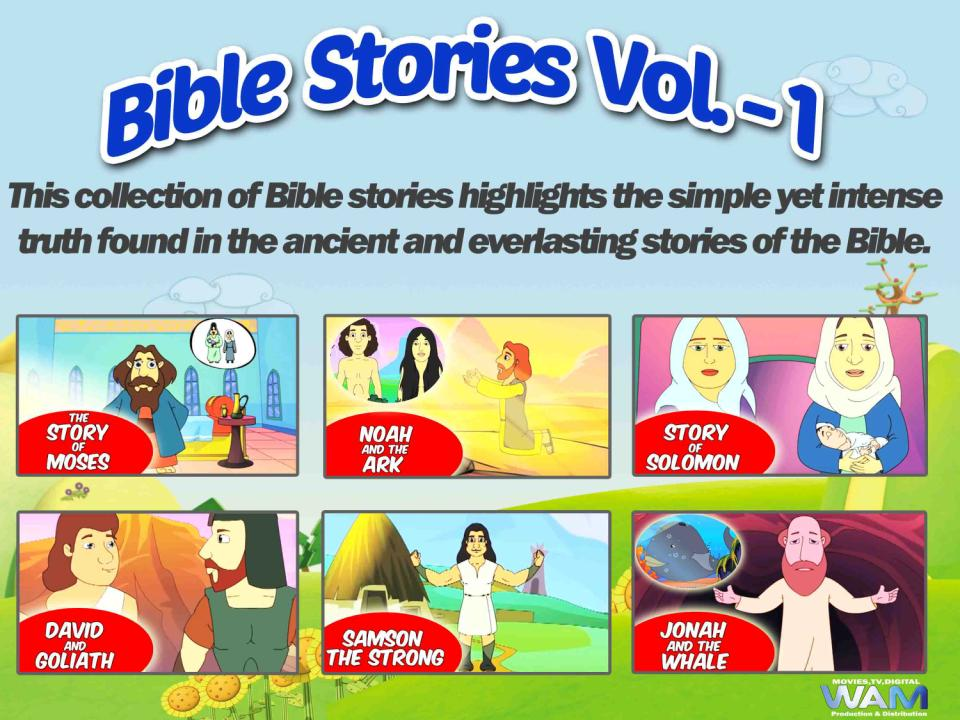 Bible Stories Vol. - 1
This collection of Bible stories highlights the simple yet intense
truth found in the ancient and everlasting stories of the Bible.
THE
STORY
OF
MOSES
NOAH
AND THE
ARK
STORY
OF
SOLOMON
DAVID
AND
GOLIATH
SAMSON
THE STRONG
JONAH
AND THE
WHALE
MOVIES,TV,DIGITAL
WAM
Production & Distribution